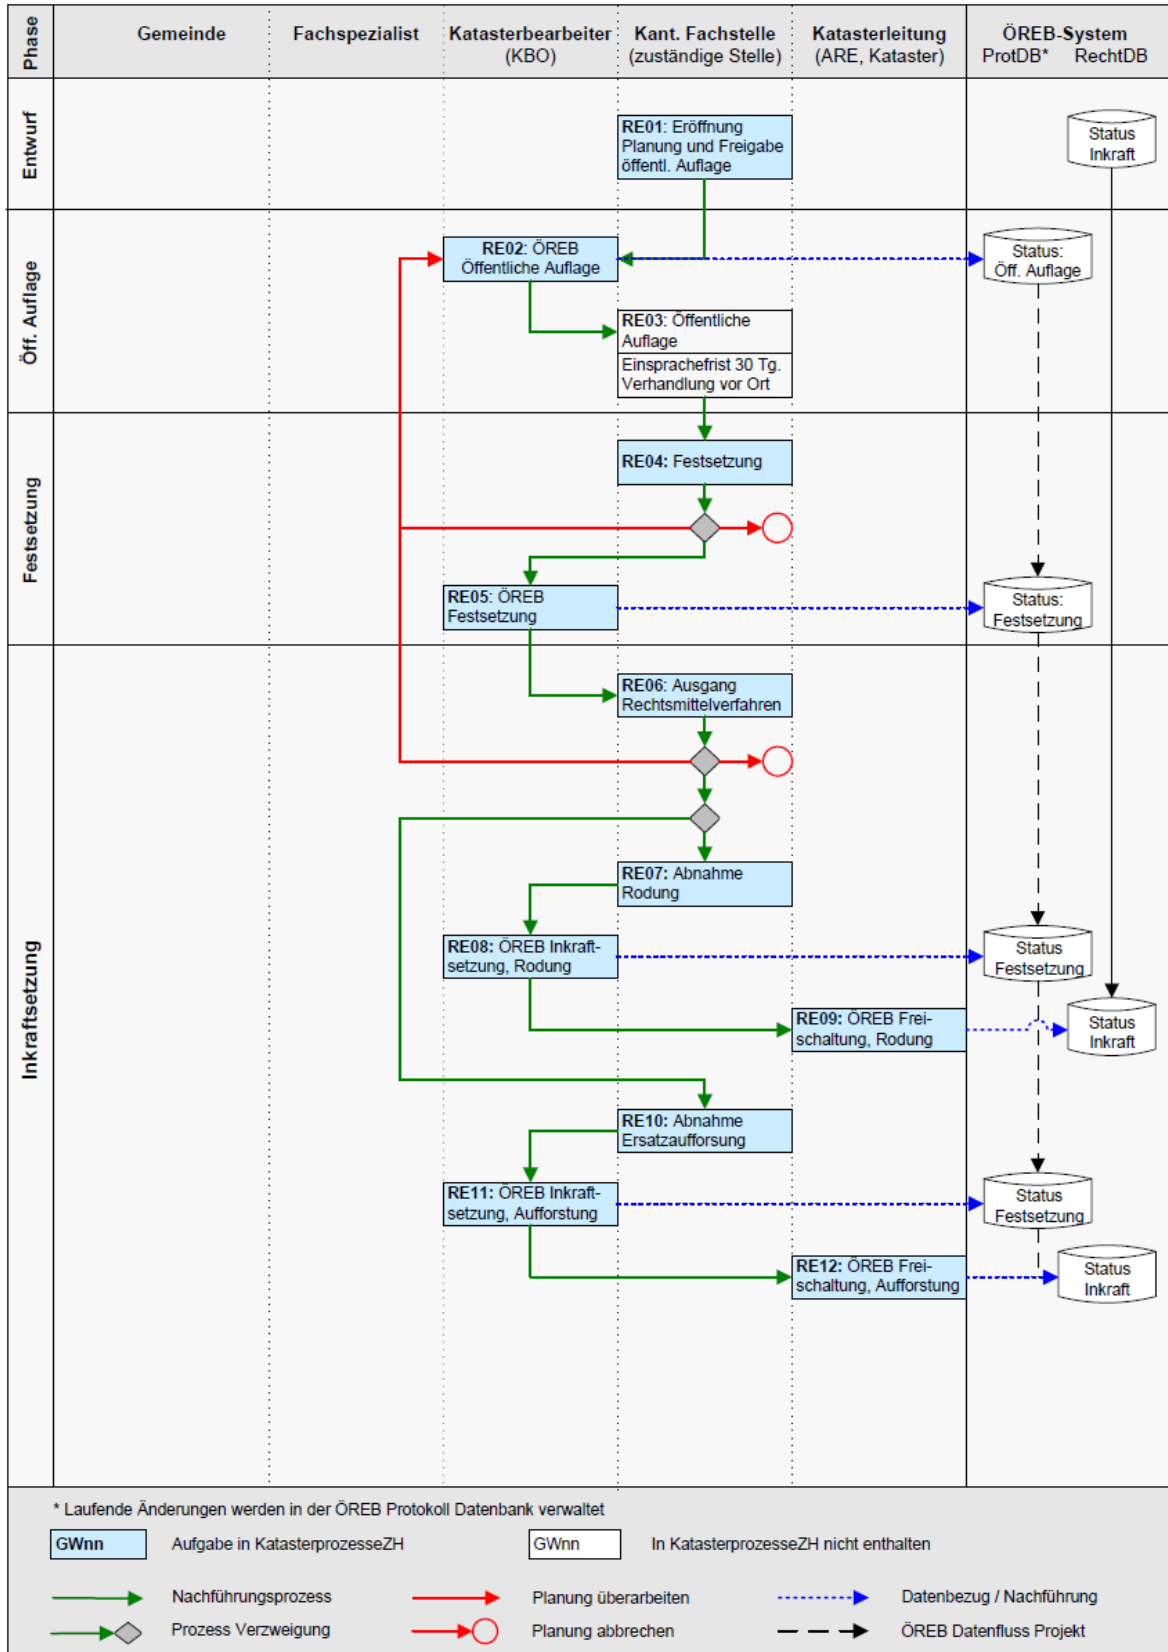 Phase
Gemeinde
Fachspezialist
Katasterbearbeiter
(KBO)
Kant. Fachstelle
(zuständige Stelle)
Katasterleitung
(ARE, Kataster)
ÖREB-System
ProtDB* RechtDB
Entwurf
RE01: Eröffnung
Planung und Freigabe
öffentl. Auflage
Status
Inkraft
Öff. Auflage
RE02: ÖREB
Öffentliche Auflage
Status:
Öff. Auflage
RE03: Öffentliche
Auflage
Einsprachefrist 30 Tg.
Verhandlung vor Ort
Festsetzung
RE04: Festsetzung
RE05: ÖREB
Festsetzung
Status:
Festsetzung
Inkraftsetzung
RE06: Ausgang
Rechtsmittelverfahren
RE07: Abnahme
Rodung
RE08: ÖREB Inkraft-
setzung, Rodung
Status
Festsetzung
RE09: ÖREB Frei-
schaltung, Rodung
Status
Inkraft
RE10: Abnahme
Ersatzaufforsung
RE11: ÖREB Inkraft-
setzung, Aufforstung
Status
Festsetzung
RE12: ÖREB Frei-
schaltung, Aufforstung
Status
Inkraft
* Laufende Änderungen werden in der ÖREB Protokoll Datenbank verwaltet
GWnn Aufgabe in KatasterprozesseZH
GWnn In KatasterprozesseZH nicht enthalten
Nachführungsprozess
Planung überarbeiten
Datenbezug / Nachführung
Prozess Verzweigung
Planung abbrechen
ÖREB Datenfluss Projekt